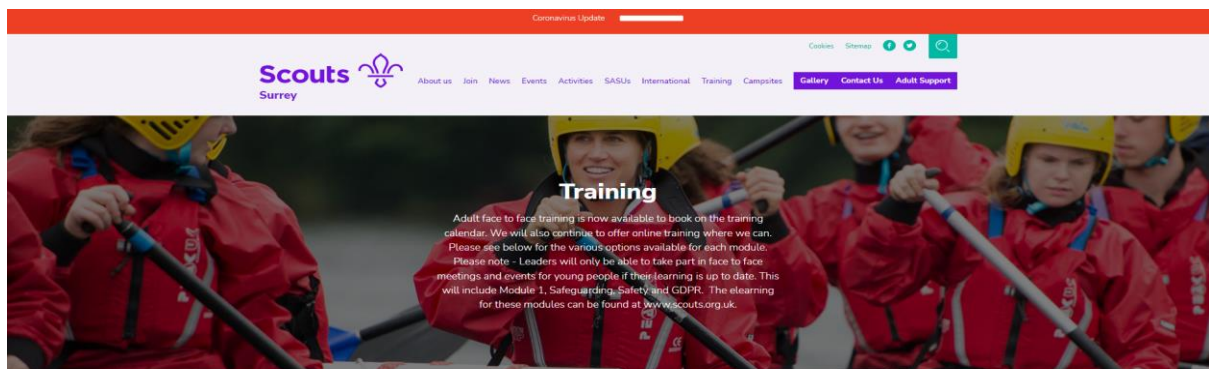 Coronavirus Update
Cookies Sitemap
Scouts
Surrey
About us Join News Events Activities SASUs International Training Campsites Gallery Contact Us Adult Support
Training
Adult face to face training is now available to book on the training
calendar. We will also continue to offer online training where we can.
Please see below for the various options available for each module.
Please note - Leaders will only be able to take part in face to face
meetings and events for young people if their learning is up to date. This
will include Module 1, Safeguarding, Safety and GDPR. The elearning
for these modules can be found at www.scouts.org.uk.
PEAK UK
PEAK UK